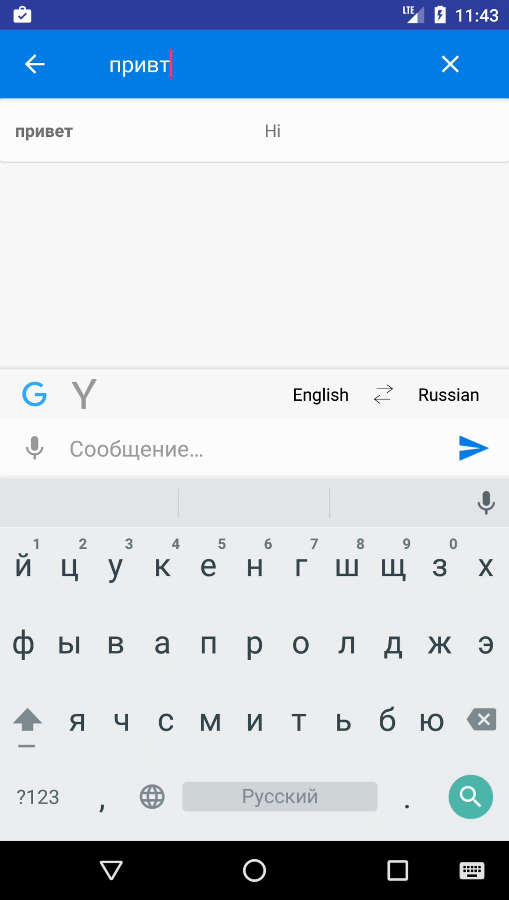 LTE 11:43
привт
привет Hi
G Y English Russian
Сообщение...
1 2 3 4 5 6 7 8 9 0
й ц у к е н г ш щ з х
ф ы в а п р о л д ж э
я ч с м и т ь б ю
?123 , Русский .